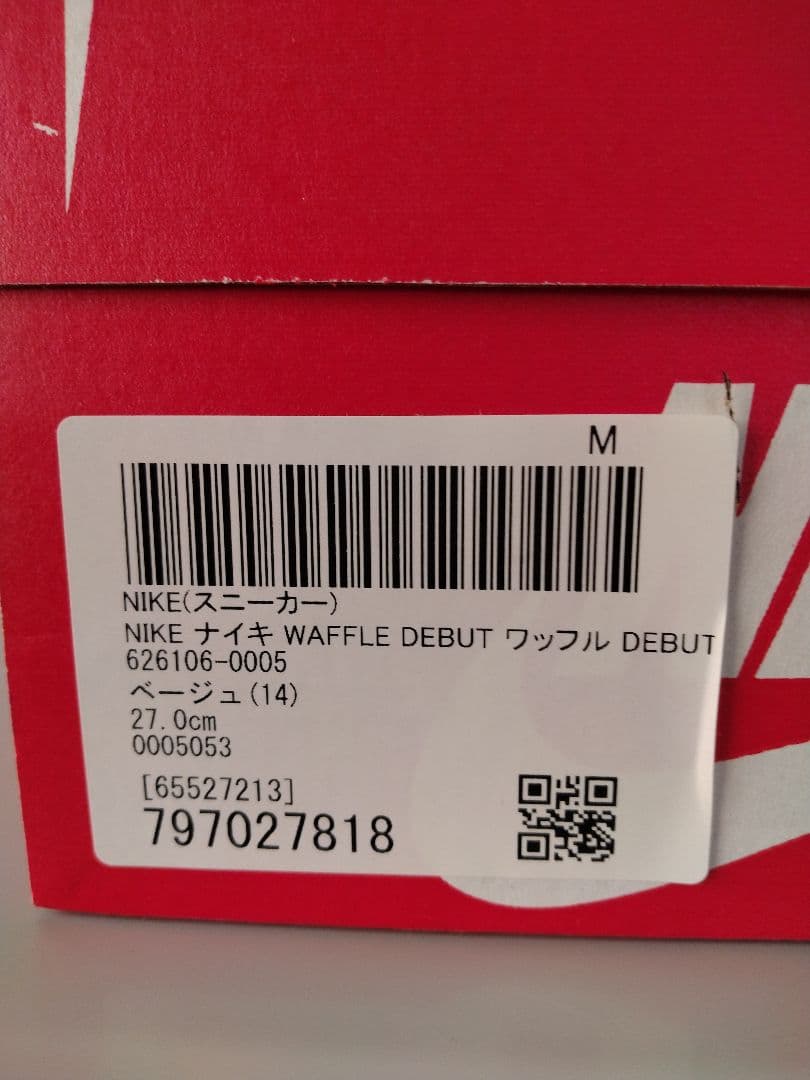 M
NIKE(スニーカー)
NIKE ナイキ WAFFLE DEBUT ワッフル DEBUT
626106-0005
ベージュ(14)
27.0cm
0005053
[65527213]
797027818